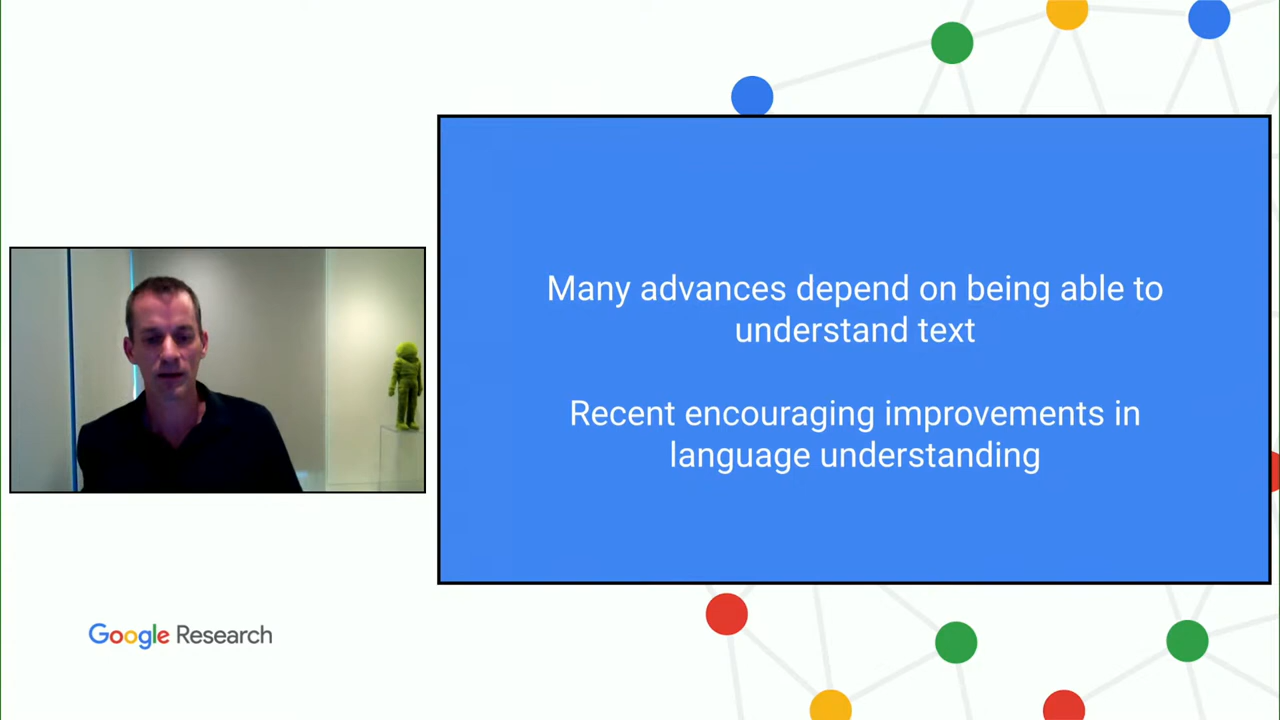 Many advances depend on being able to
understand text
Recent encouraging improvements in
language understanding
Google Research